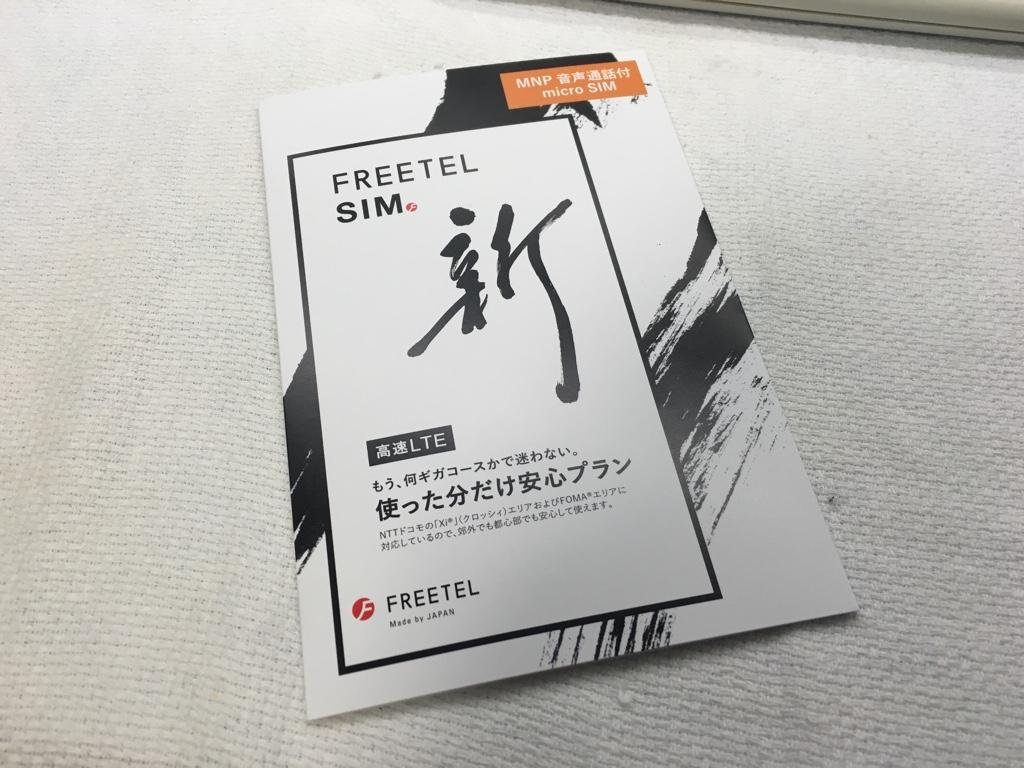 MNP 音声通話付
micro SIM
FREETEL
SIM
新
高速LTE
もう、何ギガコースかで迷わない。
使った分だけ安心プラン
NTTドコモの「Xi®」(クロッシィ)エリアおよびFOMA®エリアに
対応しているので、郊外でも都心部でも安心して使えます。
FREETEL
Made by JAPAN